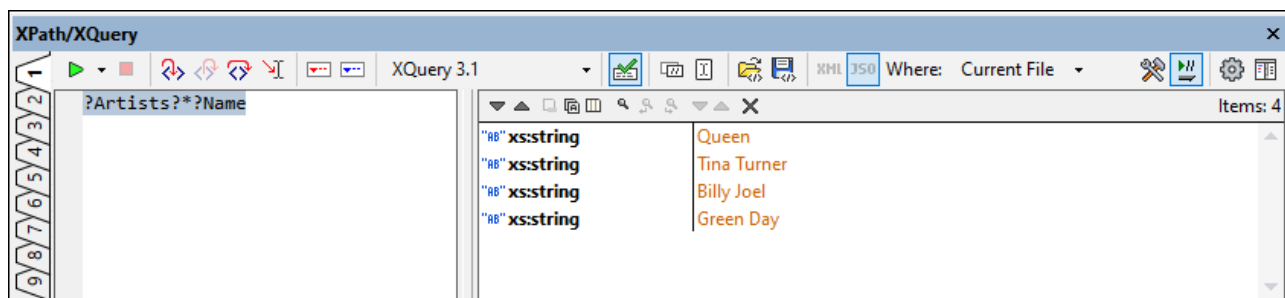 XPath/XQuery
XQuery 3.1
XML JSO Where: Current File
?Artists?*?Name
Items: 4
"AB" xs:string Queen
"AB" xs:string Tina Turner
"AB" xs:string Billy Joel
"AB" xs:string Green Day
1
2
3
4
5
6
7
8
9